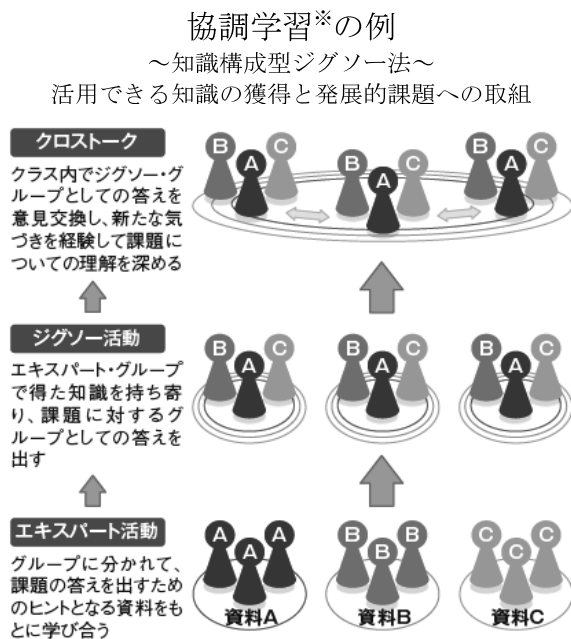 協調学習※の例
～知識構成型ジグソー法～
活用できる知識の獲得と発展的課題への取組
クロストーク
クラス内でジグソー・グ
ループとしての答えを
意見交換し、新たな気
づきを経験して課題に
ついての理解を深める
B A C
B A C
B A C
ジグソー活動
エキスパート・グループ
で得た知識を持ち寄
り、課題に対するグ
ループとしての答えを
出す
B A C
B A C
B A C
エキスパート活動
グループに分かれて、
課題の答えを出すため
のヒントとなる資料をも
とに学び合う
A A A
B B B
C C C
資料A
資料B
資料C